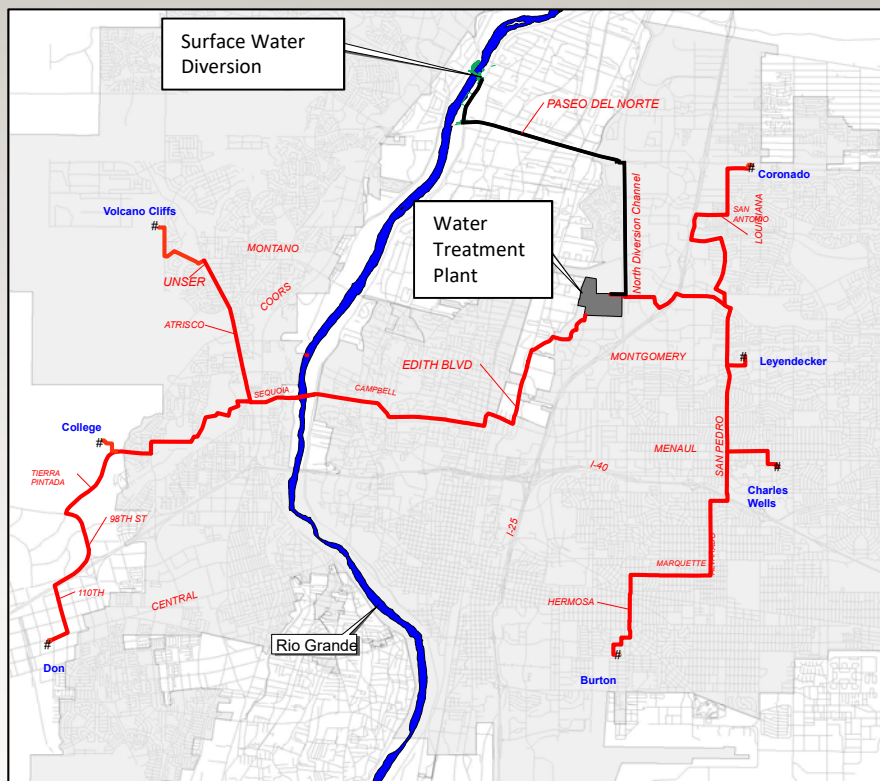 Surface Water
Diversion
PASEO DEL NORTE
Coronado
SAN
ANTONIO
LOUISIANA
North Diversion Channel
Volcano Cliffs
#
#
Water
Treatment
Plant
MONTANO
UNSER
COORS
ATRISCO
EDITH BLVD
MONTGOMERY
#
Leyendecker
SEQUOIA
CAMPBELL
College
#
MENAUL
SAN PEDRO
I-40
#
Charles
Wells
TIERRA
PINTADA
98TH ST
I-25
MARQUETTE
110TH
CENTRAL
HERMOSA
Rio Grande
#
Don
#
Burton